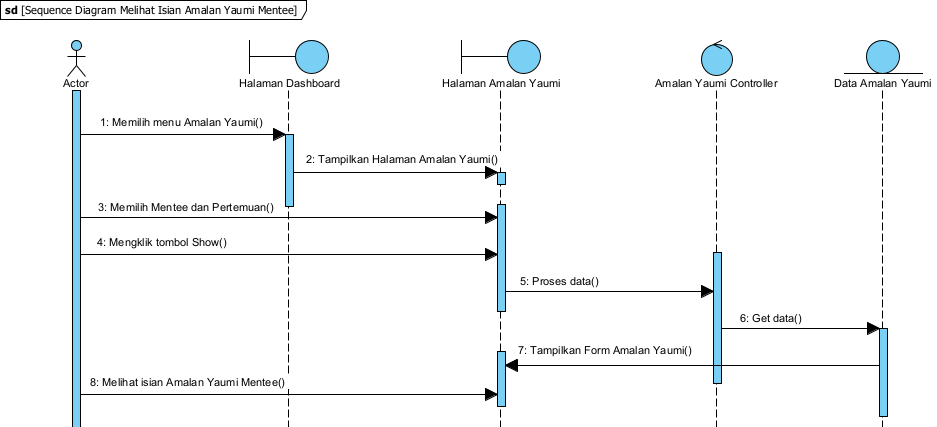 sd [Sequence Diagram Melihat Isian Amalan Yaumi Mentee]
Actor
Halaman Dashboard
Halaman Amalan Yaumi
Amalan Yaumi Controller
Data Amalan Yaumi
1: Memilih menu Amalan Yaumi()
2: Tampilkan Halaman Amalan Yaumi()
3: Memilih Mentee dan Pertemuan()
4: Mengklik tombol Show()
5: Proses data()
6: Get data()
7: Tampilkan Form Amalan Yaumi()
8: Melihat isian Amalan Yaumi Mentee()